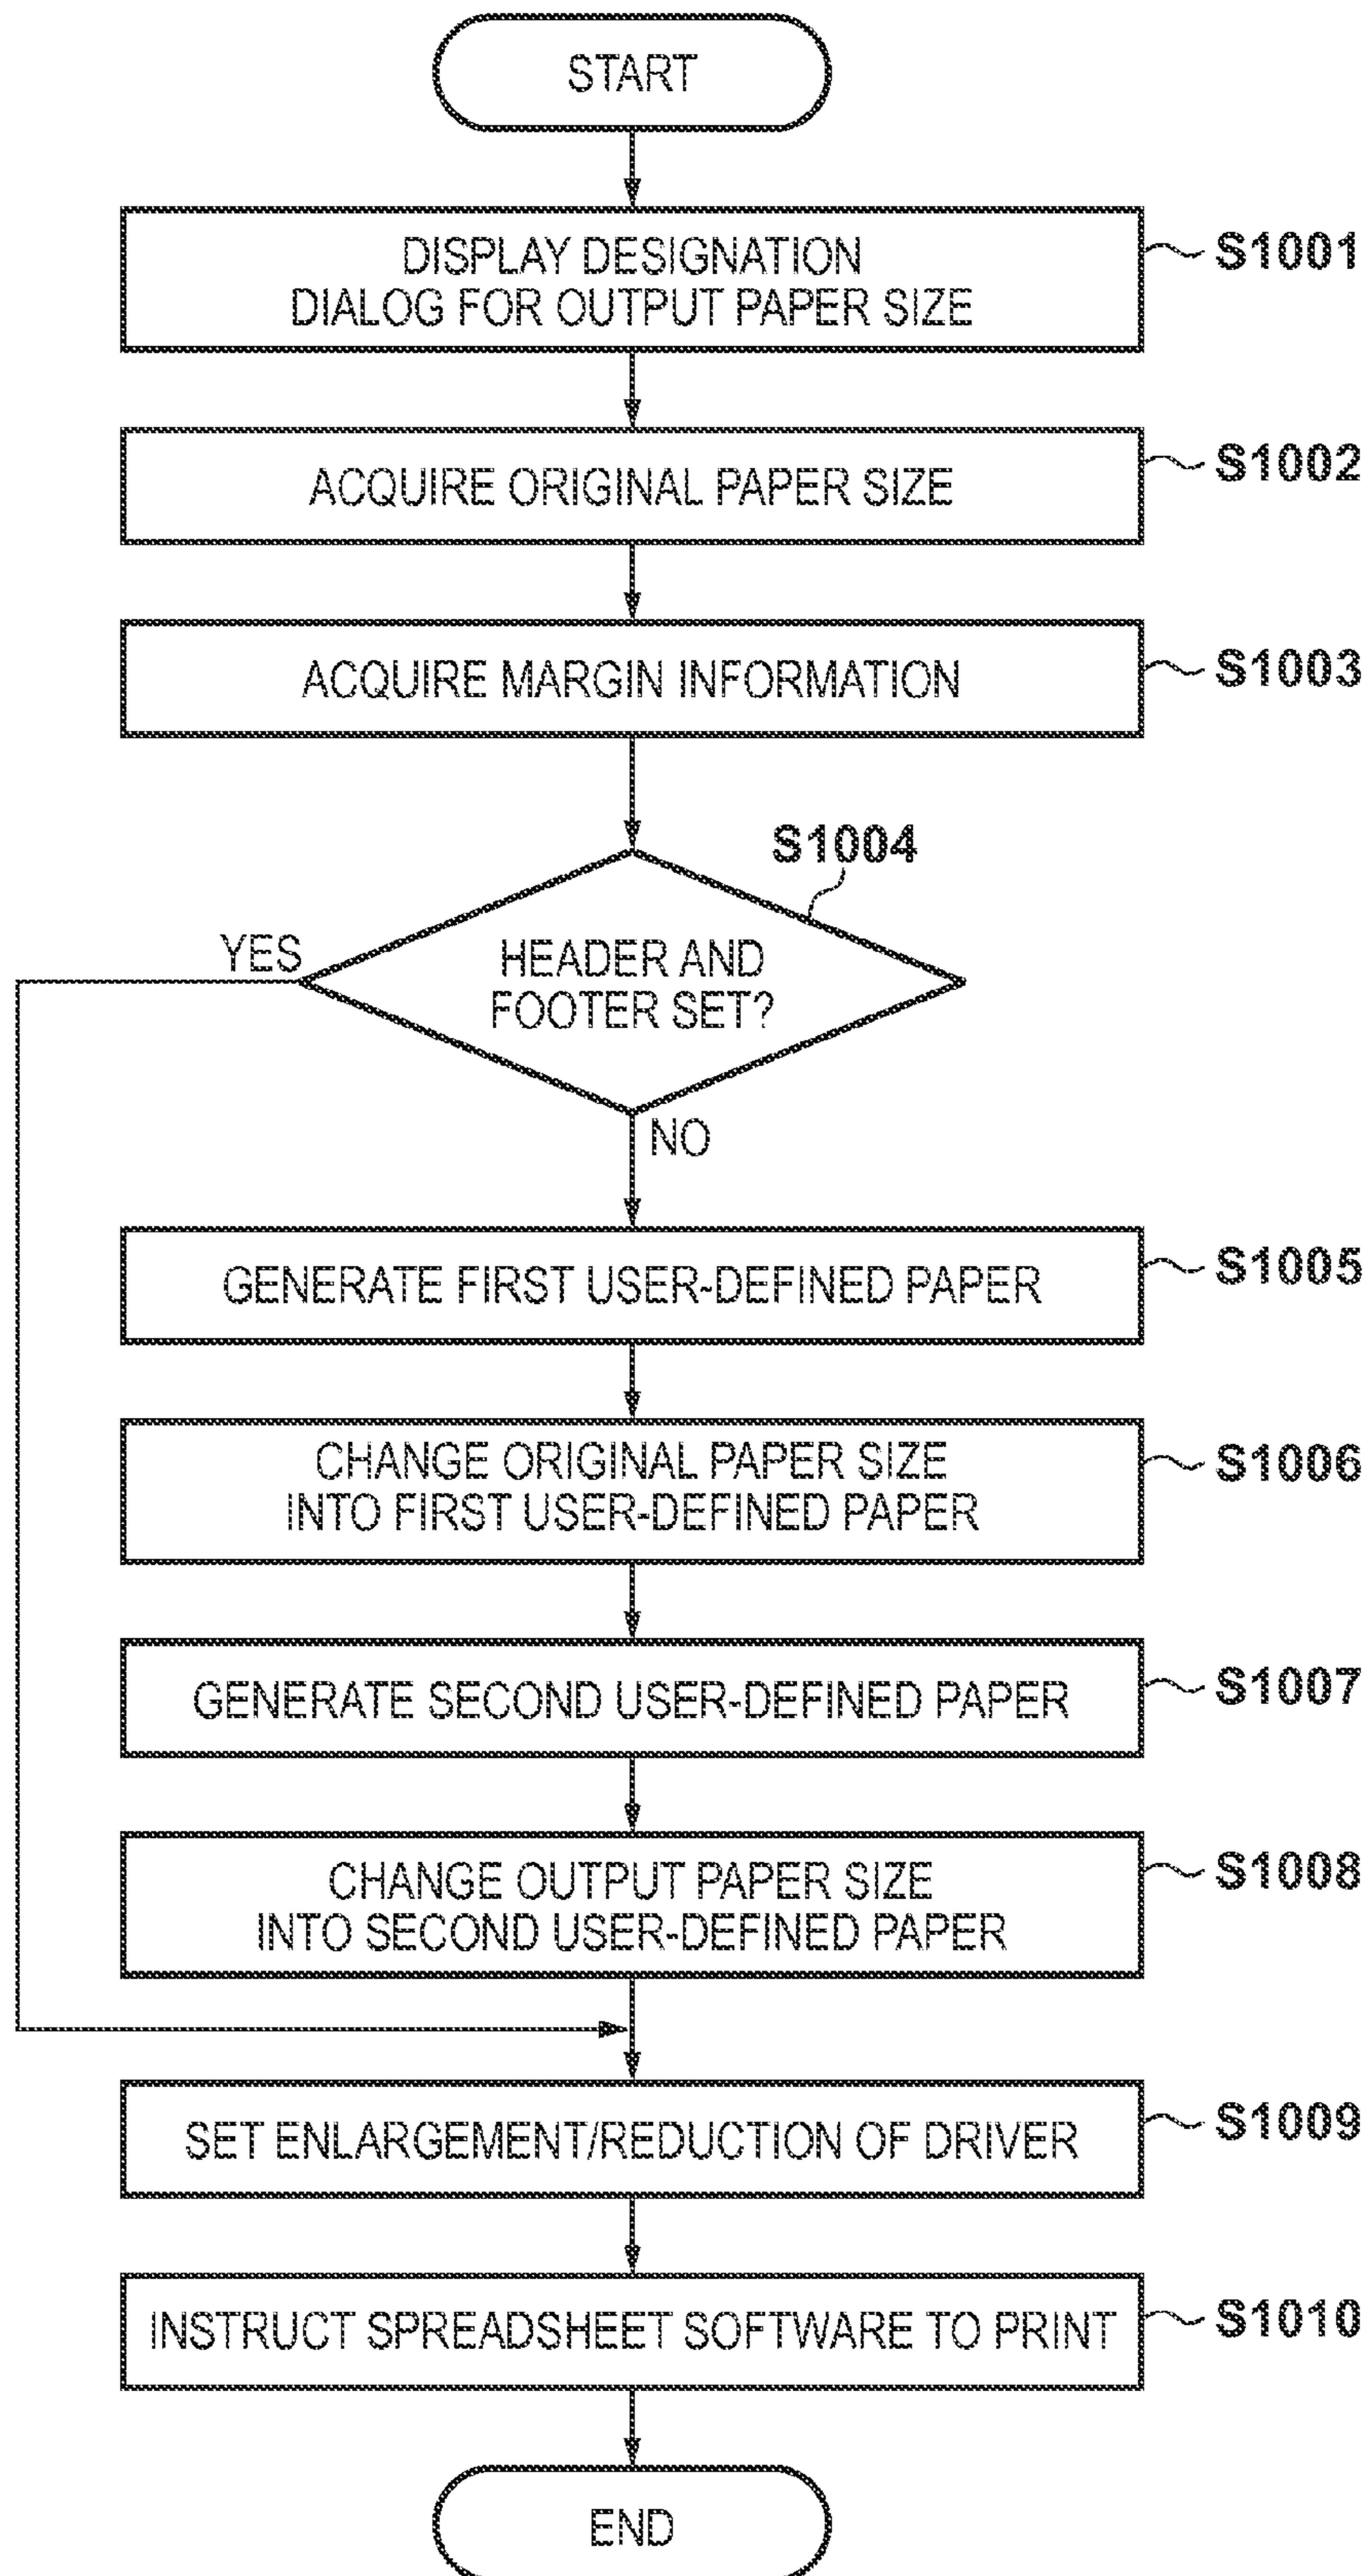 START
DISPLAY DESIGNATION
DIALOG FOR OUTPUT PAPER SIZE
S1001
ACQUIRE ORIGINAL PAPER SIZE
S1002
ACQUIRE MARGIN INFORMATION
S1003
S1004
YES
HEADER AND
FOOTER SET?
NO
GENERATE FIRST USER-DEFINED PAPER
S1005
CHANGE ORIGINAL PAPER SIZE
INTO FIRST USER-DEFINED PAPER
S1006
GENERATE SECOND USER-DEFINED PAPER
S1007
CHANGE OUTPUT PAPER SIZE
INTO SECOND USER-DEFINED PAPER
S1008
SET ENLARGEMENT/REDUCTION OF DRIVER
S1009
INSTRUCT SPREADSHEET SOFTWARE TO PRINT
S1010
END